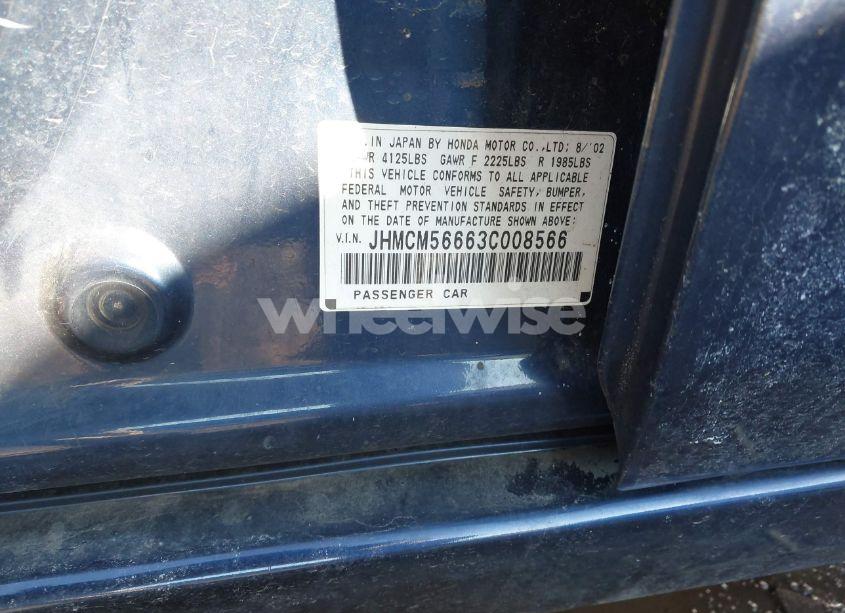 IN JAPAN BY HONDA MOTOR CO.,LTD; 8/'02
WR 4125LBS GAWR F 2225LBS R 1985LBS
THIS VEHICLE CONFORMS TO ALL APPLICABLE
FEDERAL MOTOR VEHICLE SAFETY, BUMPER,
AND THEFT PREVENTION STANDARDS IN EFFECT
ON THE DATE OF MANUFACTURE SHOWN ABOVE:
V.I.N. JHMCM56663C008566
PASSENGER CAR
wheelwise